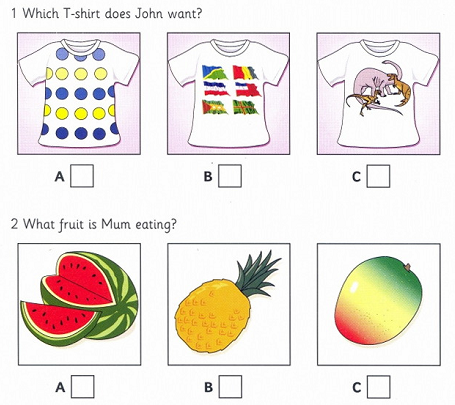 1 Which T-shirt does John want?
A B C
2 What fruit is Mum eating?
A B C